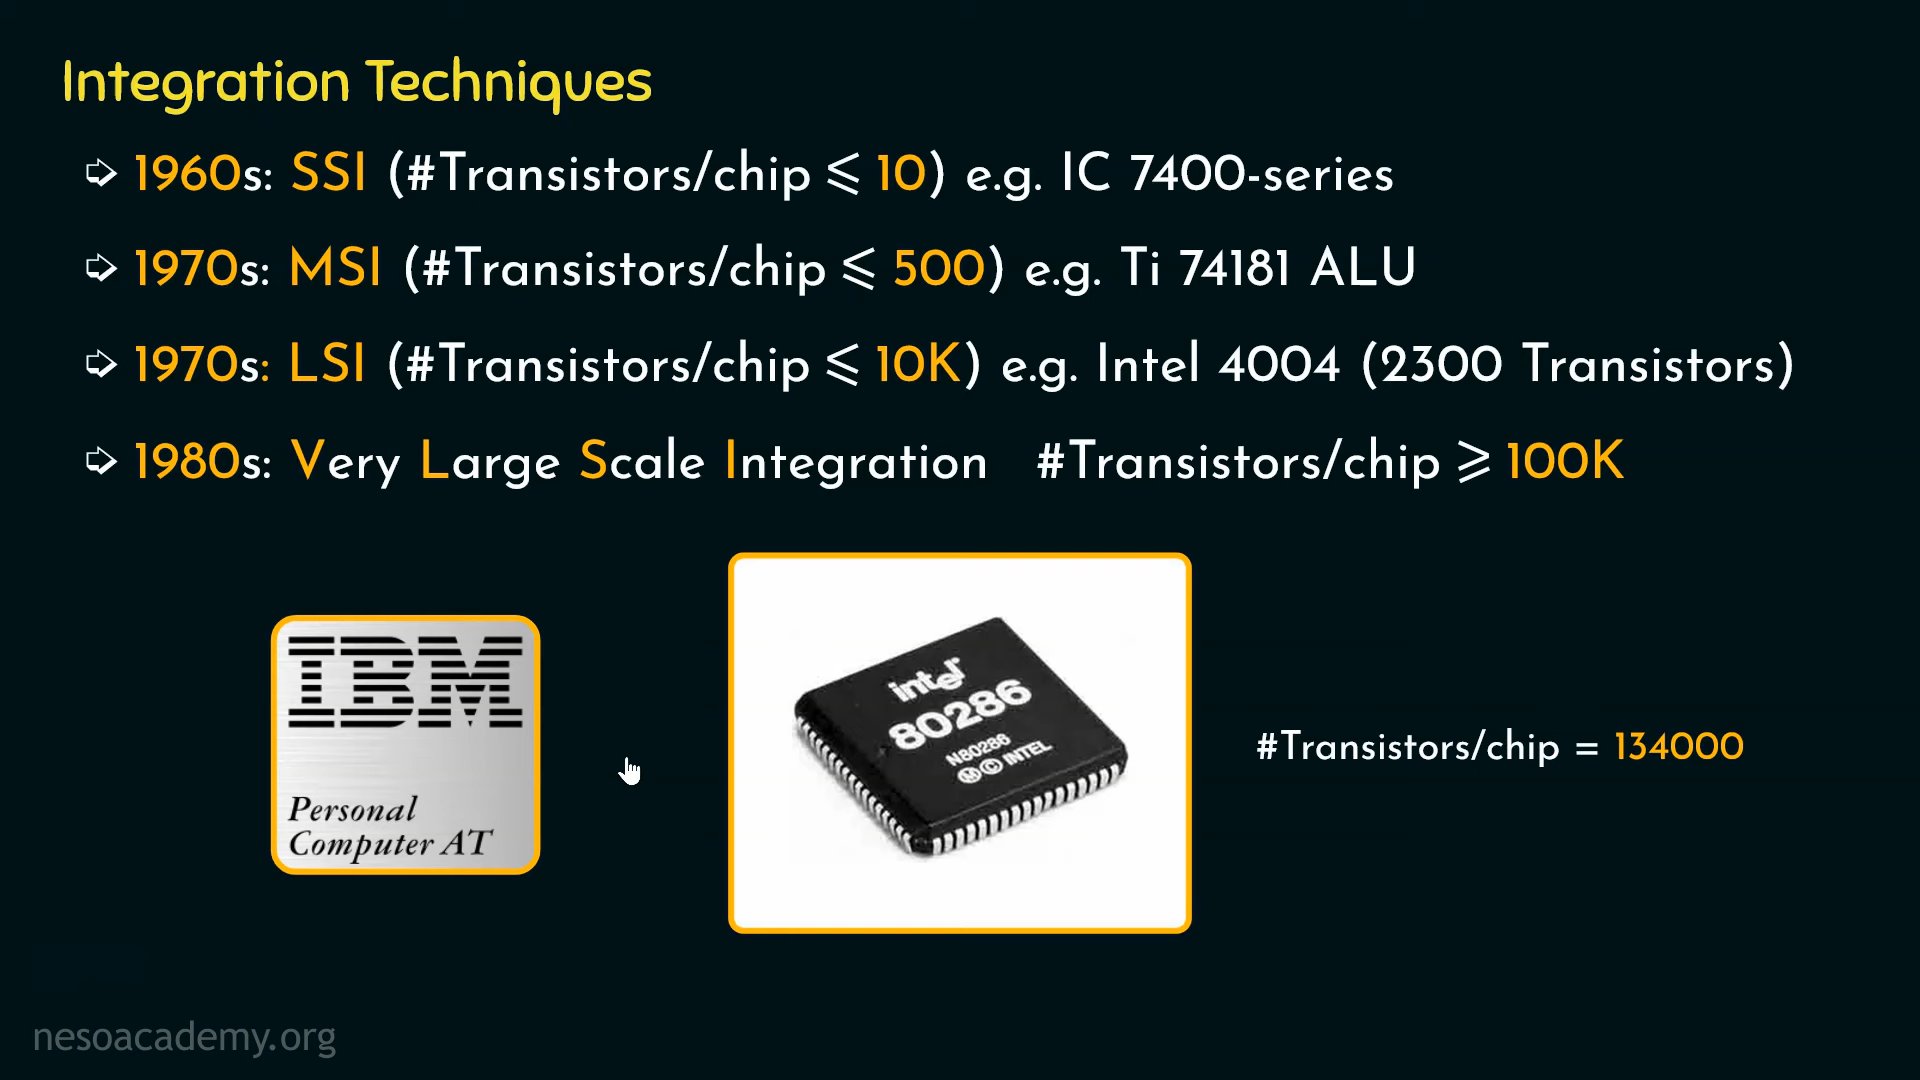 Integration Techniques
➩ 1960s: SSI (#Transistors/chip ⩽ 10) e.g. IC 7400-series
➩ 1970s: MSI (#Transistors/chip ⩽ 500) e.g. Ti 74181 ALU
➩ 1970s: LSI (#Transistors/chip ⩽ 10K) e.g. Intel 4004 (2300 Transistors)
➩ 1980s: Very Large Scale Integration #Transistors/chip ⩾ 100K
IBM
Personal
Computer AT
intel
80286
N80286
Ⓜ © INTEL
#Transistors/chip = 134000
nesoacademy.org